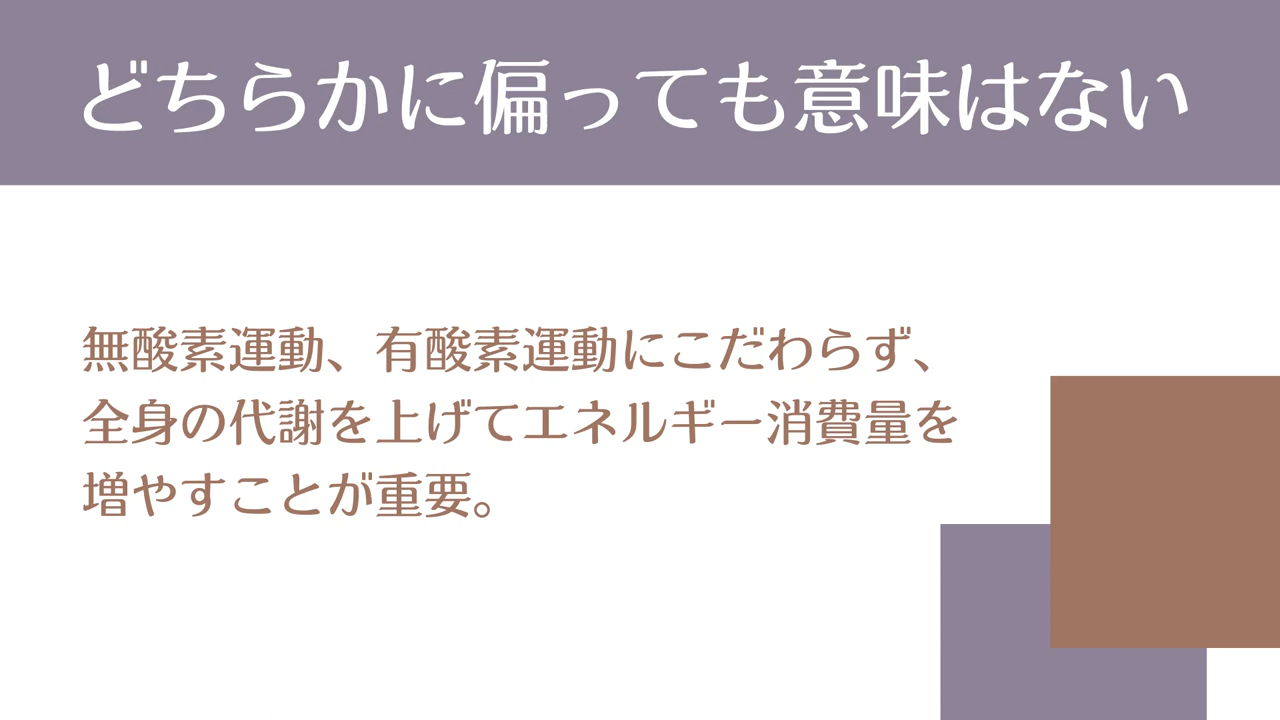 どちらかに偏っても意味はない
無酸素運動、有酸素運動にこだわらず、
全身の代謝を上げてエネルギー消費量を
増やすことが重要。